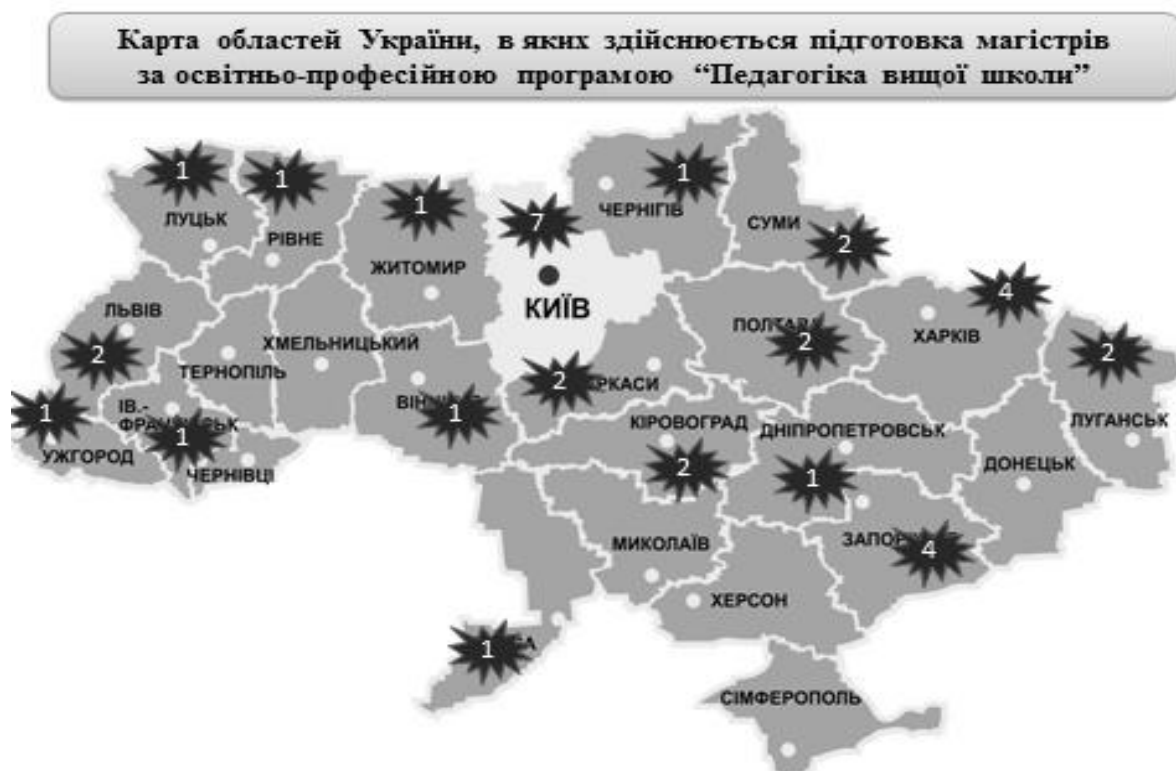 Карта областей України, в яких здійснюється підготовка магістрів
за освітньо-професійною програмою “Педагогіка вищої школи”
1
1
1
1
7
ЛУЦЬК
РІВНЕ
ЖИТОМИР
ЧЕРНІГІВ
СУМИ
2
КИЇВ
4
ЛЬВІВ
2
ТЕРНОПІЛЬ
ХМЕЛЬНИЦЬКИЙ
ПОЛТАВА
2
ХАРКІВ
2
2
1
ІВ.-
1
1
КІРОВОГРАД
ДНІПРОПЕТРОВСЬК
ЛУГАНСЬК
УЖГОРОД
ЧЕРНІВЦІ
2
1
ДОНЕЦЬК
МИКОЛАЇВ
4
ХЕРСОН
1
СІМФЕРОПОЛЬ